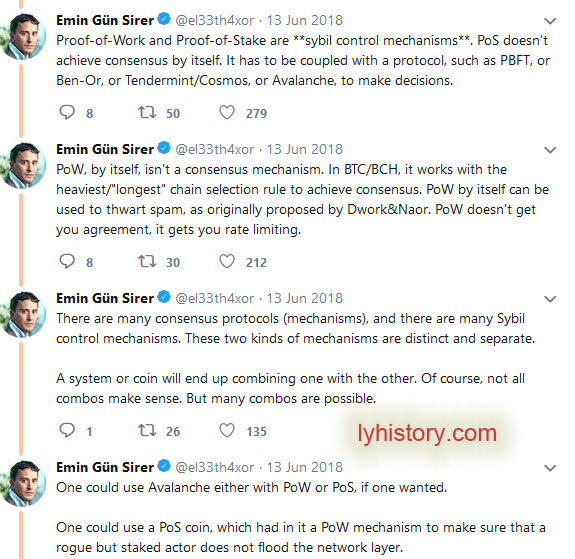 Emin Gün Sirer @el33th4xor · 13 Jun 2018
Proof-of-Work and Proof-of-Stake are **sybil control mechanisms**. PoS doesn't
achieve consensus by itself. It has to be coupled with a protocol, such as PBFT, or
Ben-Or, or Tendermint/Cosmos, or Avalanche, to make decisions.
8 50 279
Emin Gün Sirer @el33th4xor · 13 Jun 2018
PoW, by itself, isn't a consensus mechanism. In BTC/BCH, it works with the
heaviest/"longest" chain selection rule to achieve consensus. PoW by itself can be
used to thwart spam, as originally proposed by Dwork&Naor. PoW doesn't get
you agreement, it gets you rate limiting.
8 30 212
Emin Gün Sirer @el33th4xor · 13 Jun 2018
There are many consensus protocols (mechanisms), and there are many Sybil
control mechanisms. These two kinds of mechanisms are distinct and separate.
A system or coin will end up combining one with the other. Of course, not all
combos make sense. But many combos are possible.
1 26 135
lyhistory.com
Emin Gün Sirer @el33th4xor · 13 Jun 2018
One could use Avalanche either with PoW or PoS, if one wanted.
One could use a PoS coin, which had in it a PoW mechanism to make sure that a
rogue but staked actor does not flood the network layer.